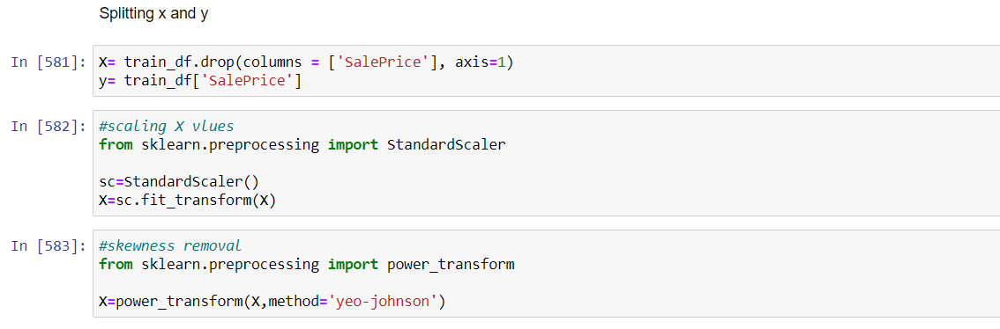 Splitting x and y
In [581]: X= train_df.drop(columns = ['SalePrice'], axis=1)
y= train_df['SalePrice']
In [582]: #scaling X vlues
from sklearn.preprocessing import StandardScaler
sc=StandardScaler()
X=sc.fit_transform(X)
In [583]: #skewness removal
from sklearn.preprocessing import power_transform
X=power_transform(X,method='yeo-johnson')